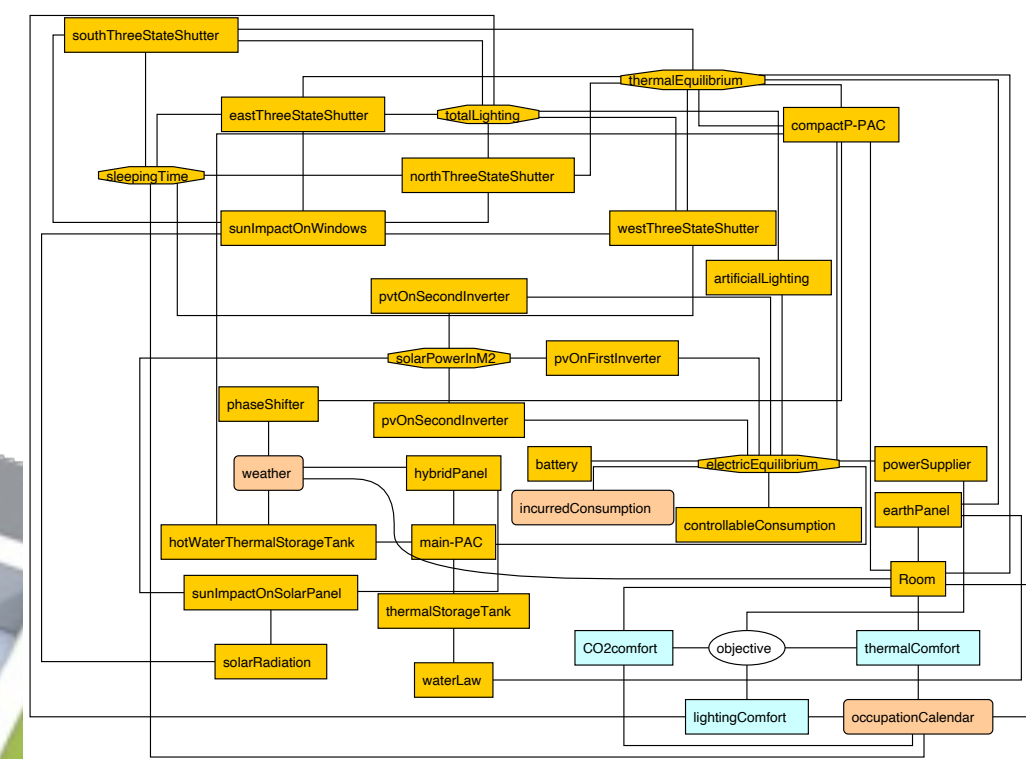 southThreeStateShutter
thermalEquilibrium
eastThreeStateShutter
totalLighting
compactP-PAC
sleepingTime
northThreeStateShutter
sunImpactOnWindows
westThreeStateShutter
artificialLighting
pvtOnSecondInverter
solarPowerInM2
pvOnFirstInverter
phaseShifter
pvOnSecondInverter
weather
hybridPanel
battery
electricEquilibrium
powerSupplier
incurredConsumption
earthPanel
controllableConsumption
hotWaterThermalStorageTank
main-PAC
Room
sunImpactOnSolarPanel
thermalStorageTank
CO2comfort
objective
thermalComfort
solarRadiation
waterLaw
lightingComfort
occupationCalendar